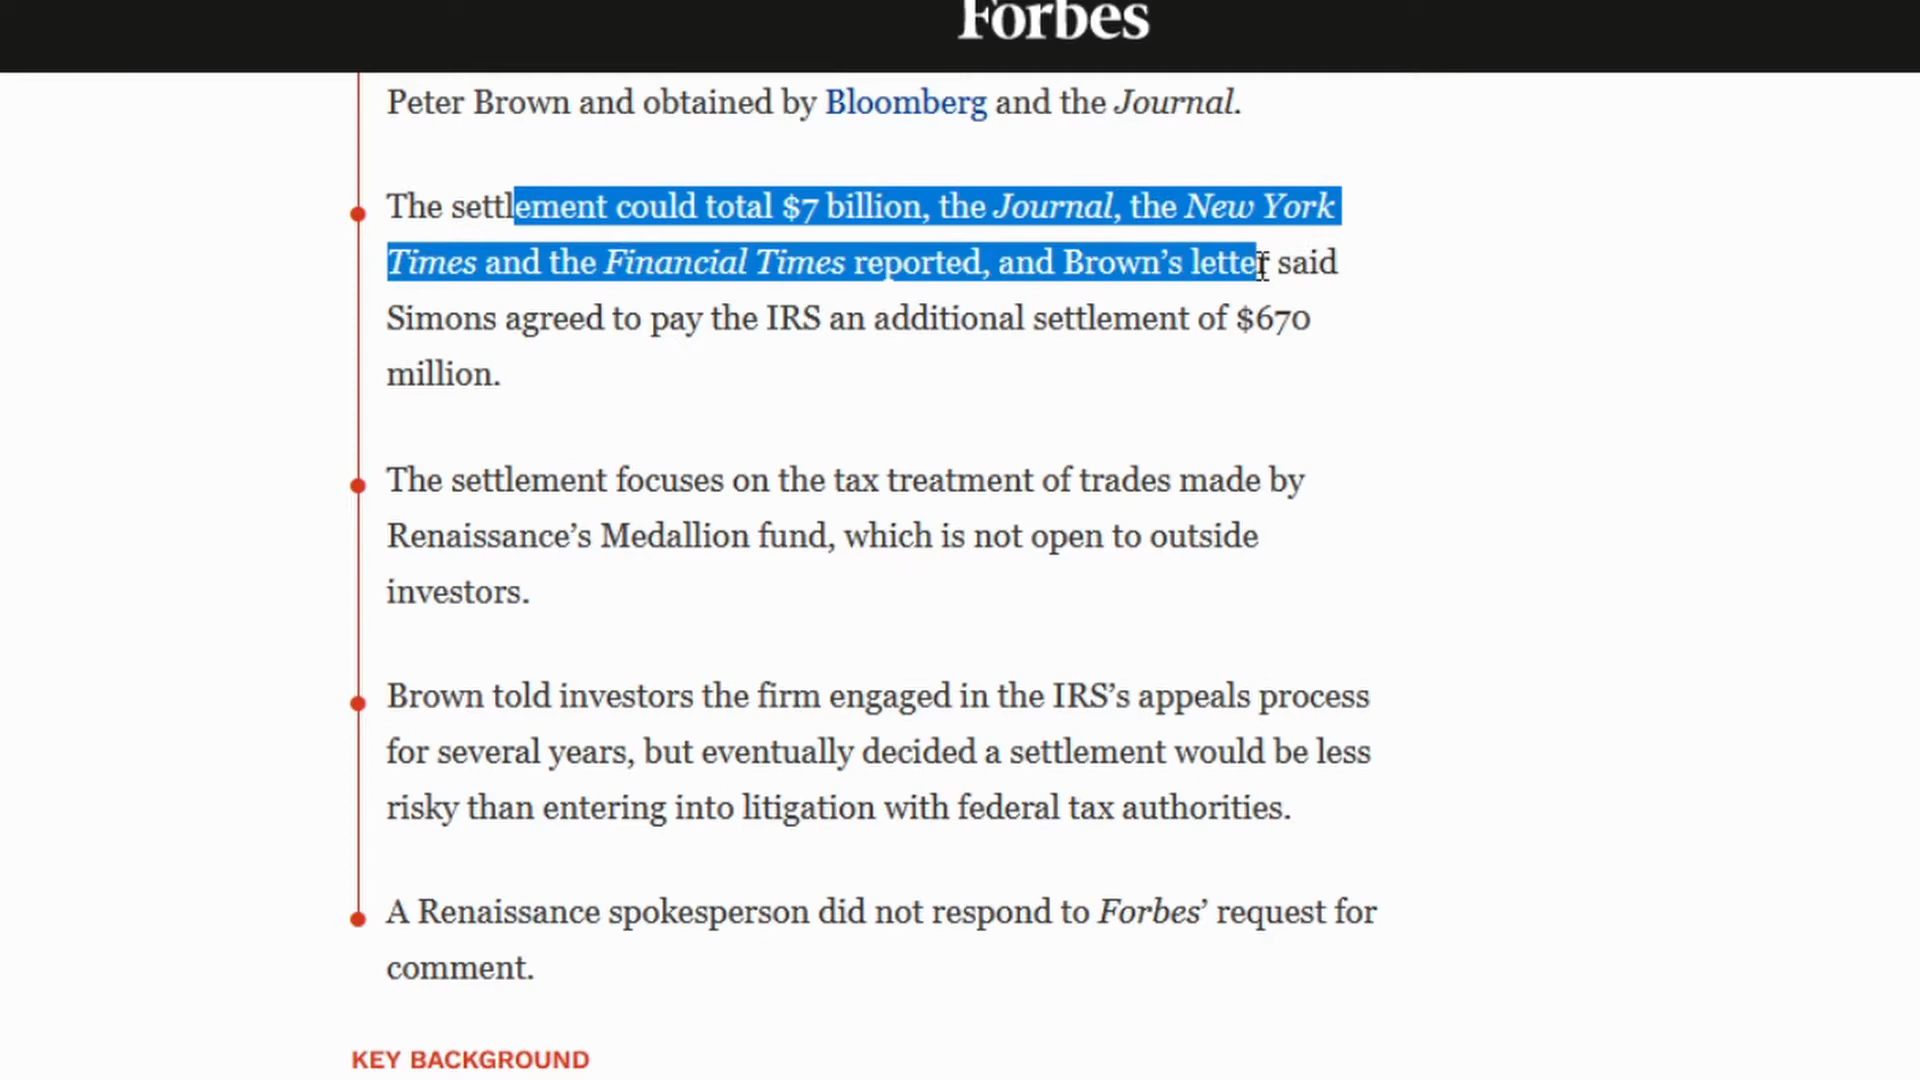 Forbes
Peter Brown and obtained by Bloomberg and the Journal.
The settlement could total $7 billion, the Journal, the New York
Times and the Financial Times reported, and Brown’s letter said
Simons agreed to pay the IRS an additional settlement of $670
million.
The settlement focuses on the tax treatment of trades made by
Renaissance’s Medallion fund, which is not open to outside
investors.
Brown told investors the firm engaged in the IRS’s appeals process
for several years, but eventually decided a settlement would be less
risky than entering into litigation with federal tax authorities.
A Renaissance spokesperson did not respond to Forbes’ request for
comment.
KEY BACKGROUND